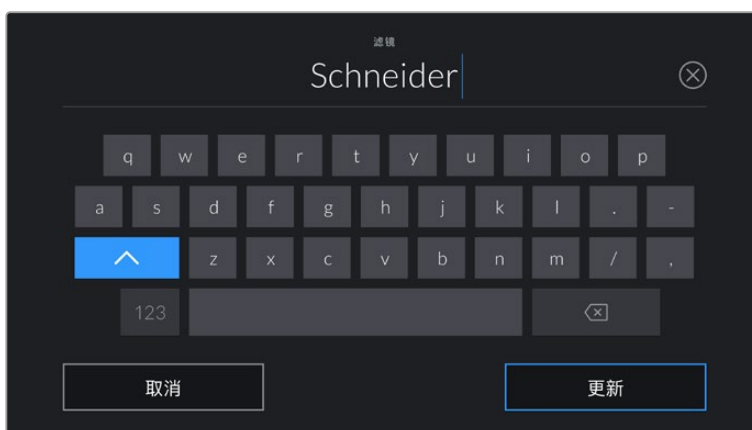 滤镜
Schneider
q w e r t y u i o p
a s d f g h j k l . -
z x c v b n m / ,
123
取消 更新